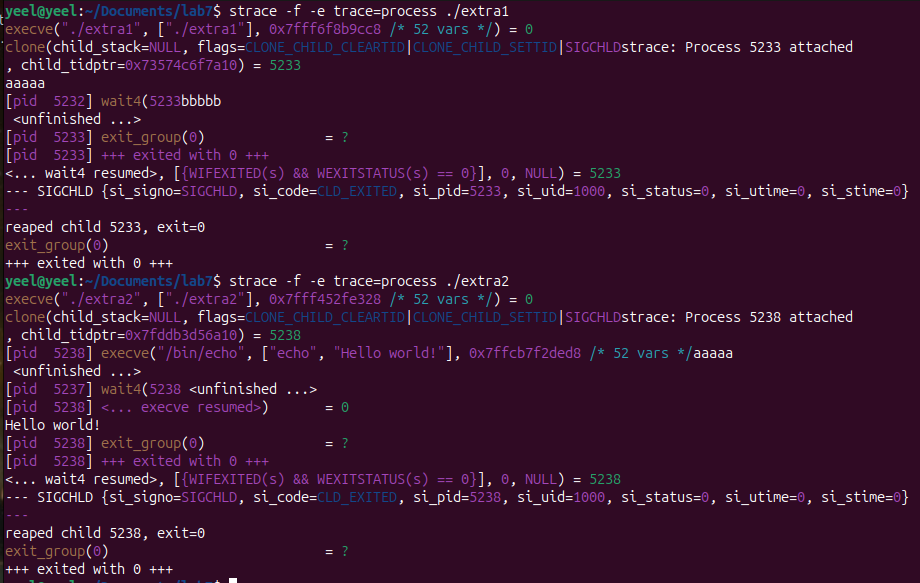 yeel@yeel:~/Documents/lab7$ strace -f -e trace=process ./extra1
execve("./extra1", ["./extra1"], 0x7fff6f8b9cc8 /* 52 vars */) = 0
clone(child_stack=NULL, flags=CLONE_CHILD_CLEARTID|CLONE_CHILD_SETTID|SIGCHLDstrace: Process 5233 attached
, child_tidptr=0x73574c6f7a10) = 5233
aaaaa
[pid  5232] wait4(5233bbbbb
 <unfinished ...>
[pid  5233] exit_group(0)               = ?
[pid  5233] +++ exited with 0 +++
<... wait4 resumed>, [{WIFEXITED(s) && WEXITSTATUS(s) == 0}], 0, NULL) = 5233
--- SIGCHLD {si_signo=SIGCHLD, si_code=CLD_EXITED, si_pid=5233, si_uid=1000, si_status=0, si_utime=0, si_stime=0}
---
reaped child 5233, exit=0
exit_group(0)                           = ?
+++ exited with 0 +++
yeel@yeel:~/Documents/lab7$ strace -f -e trace=process ./extra2
execve("./extra2", ["./extra2"], 0x7fff452fe328 /* 52 vars */) = 0
clone(child_stack=NULL, flags=CLONE_CHILD_CLEARTID|CLONE_CHILD_SETTID|SIGCHLDstrace: Process 5238 attached
, child_tidptr=0x7fddb3d56a10) = 5238
[pid  5238] execve("/bin/echo", ["echo", "Hello world!"], 0x7ffcb7f2ded8 /* 52 vars */aaaaa
 <unfinished ...>
[pid  5237] wait4(5238 <unfinished ...>
[pid  5238] <... execve resumed>)       = 0
Hello world!
[pid  5238] exit_group(0)               = ?
[pid  5238] +++ exited with 0 +++
<... wait4 resumed>, [{WIFEXITED(s) && WEXITSTATUS(s) == 0}], 0, NULL) = 5238
--- SIGCHLD {si_signo=SIGCHLD, si_code=CLD_EXITED, si_pid=5238, si_uid=1000, si_status=0, si_utime=0, si_stime=0}
---
reaped child 5238, exit=0
exit_group(0)                           = ?
+++ exited with 0 +++